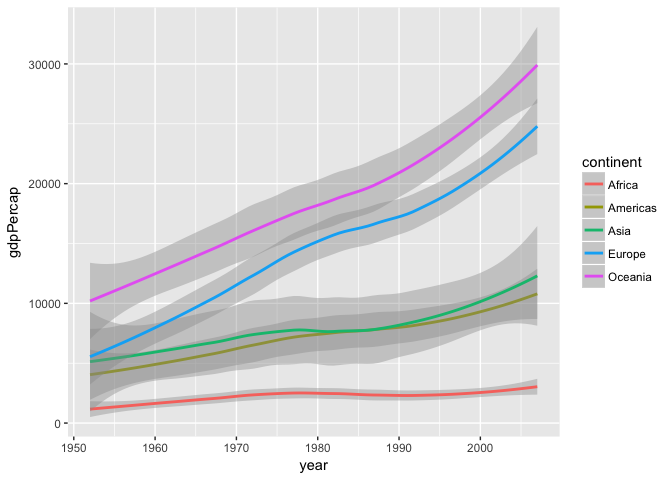 30000
20000
10000
0
gdpPercap
1950 1960 1970 1980 1990 2000
year
continent
Africa
Americas
Asia
Europe
Oceania